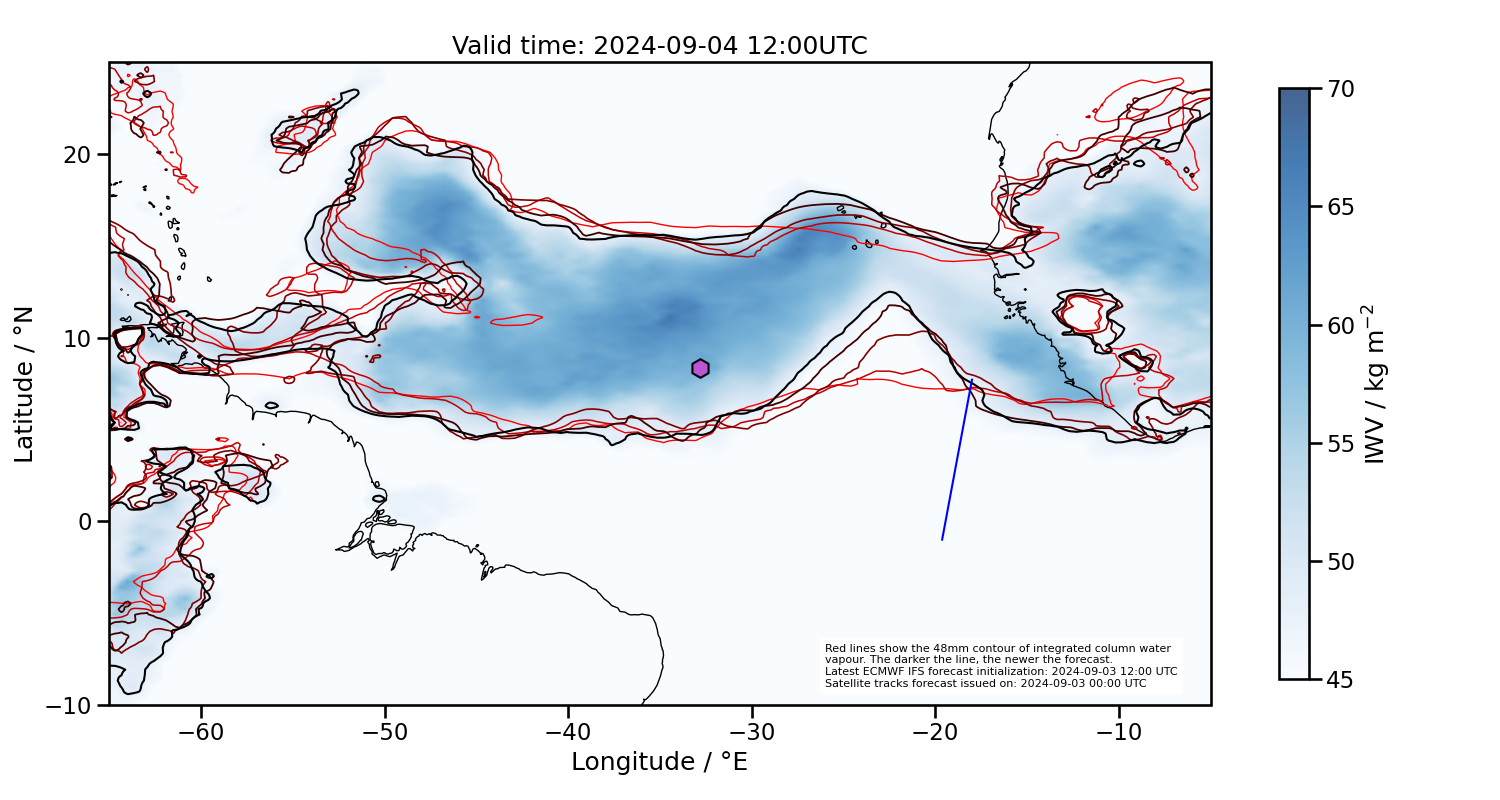 Valid time: 2024-09-04 12:00UTC
Latitude / °N
20
10
0
−10
−60
−50
−40
−30
−20
−10
Longitude / °E
Red lines show the 48mm contour of integrated column water
vapour. The darker the line, the newer the forecast.
Latest ECMWF IFS forecast initialization: 2024-09-03 12:00 UTC
Satellite tracks forecast issued on: 2024-09-03 00:00 UTC
70
65
60
55
50
45
IWV / kg m⁻²